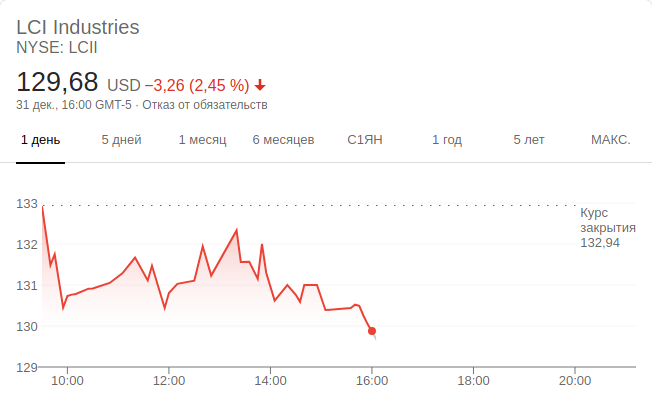 LCI Industries
NYSE: LCII
129,68 USD −3,26 (2,45 %)
31 дек., 16:00 GMT-5 · Отказ от обязательств
1 день 5 дней 1 месяц 6 месяцев С1ЯН 1 год 5 лет МАКС.
133
Курс
закрытия
132,94
132
131
130
129
10:00 12:00 14:00 16:00 18:00 20:00